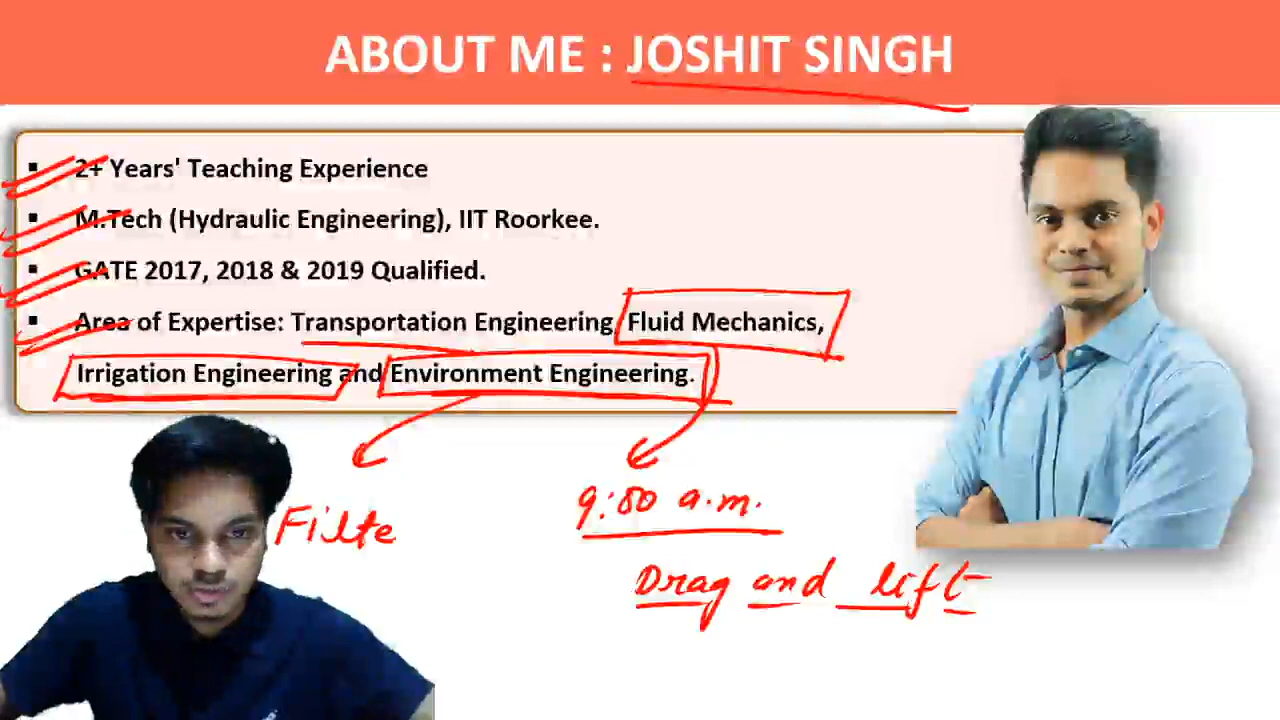 ABOUT ME : JOSHIT SINGH
▪ 2+ Years' Teaching Experience
▪ M.Tech (Hydraulic Engineering), IIT Roorkee.
▪ GATE 2017, 2018 & 2019 Qualified.
▪ Area of Expertise: Transportation Engineering, Fluid Mechanics,
Irrigation Engineering and Environment Engineering.
Filte
9:00 a.m.
Drag and lift